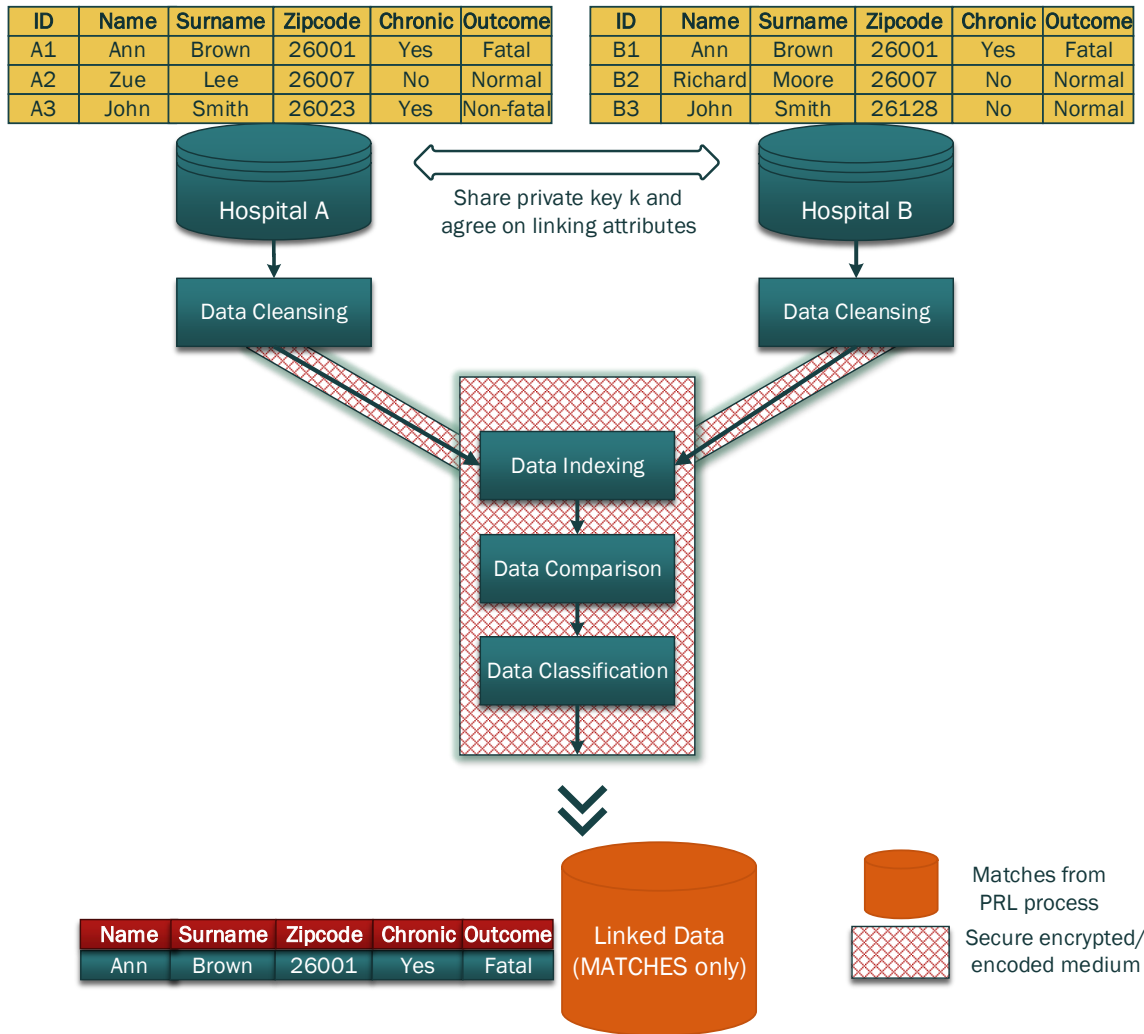 ID Name Surname Zipcode Chronic Outcome
A1 Ann Brown 26001 Yes Fatal
A2 Zue Lee 26007 No Normal
A3 John Smith 26023 Yes Non-fatal
ID Name Surname Zipcode Chronic Outcome
B1 Ann Brown 26001 Yes Fatal
B2 Richard Moore 26007 No Normal
B3 John Smith 26128 No Normal
Hospital A
Share private key k and
agree on linking attributes
Hospital B
Data Cleansing
Data Cleansing
Data Indexing
Data Comparison
Data Classification
Name Surname Zipcode Chronic Outcome
Ann Brown 26001 Yes Fatal
Linked Data
(MATCHES only)
Matches from
PRL process
Secure encrypted/
encoded medium